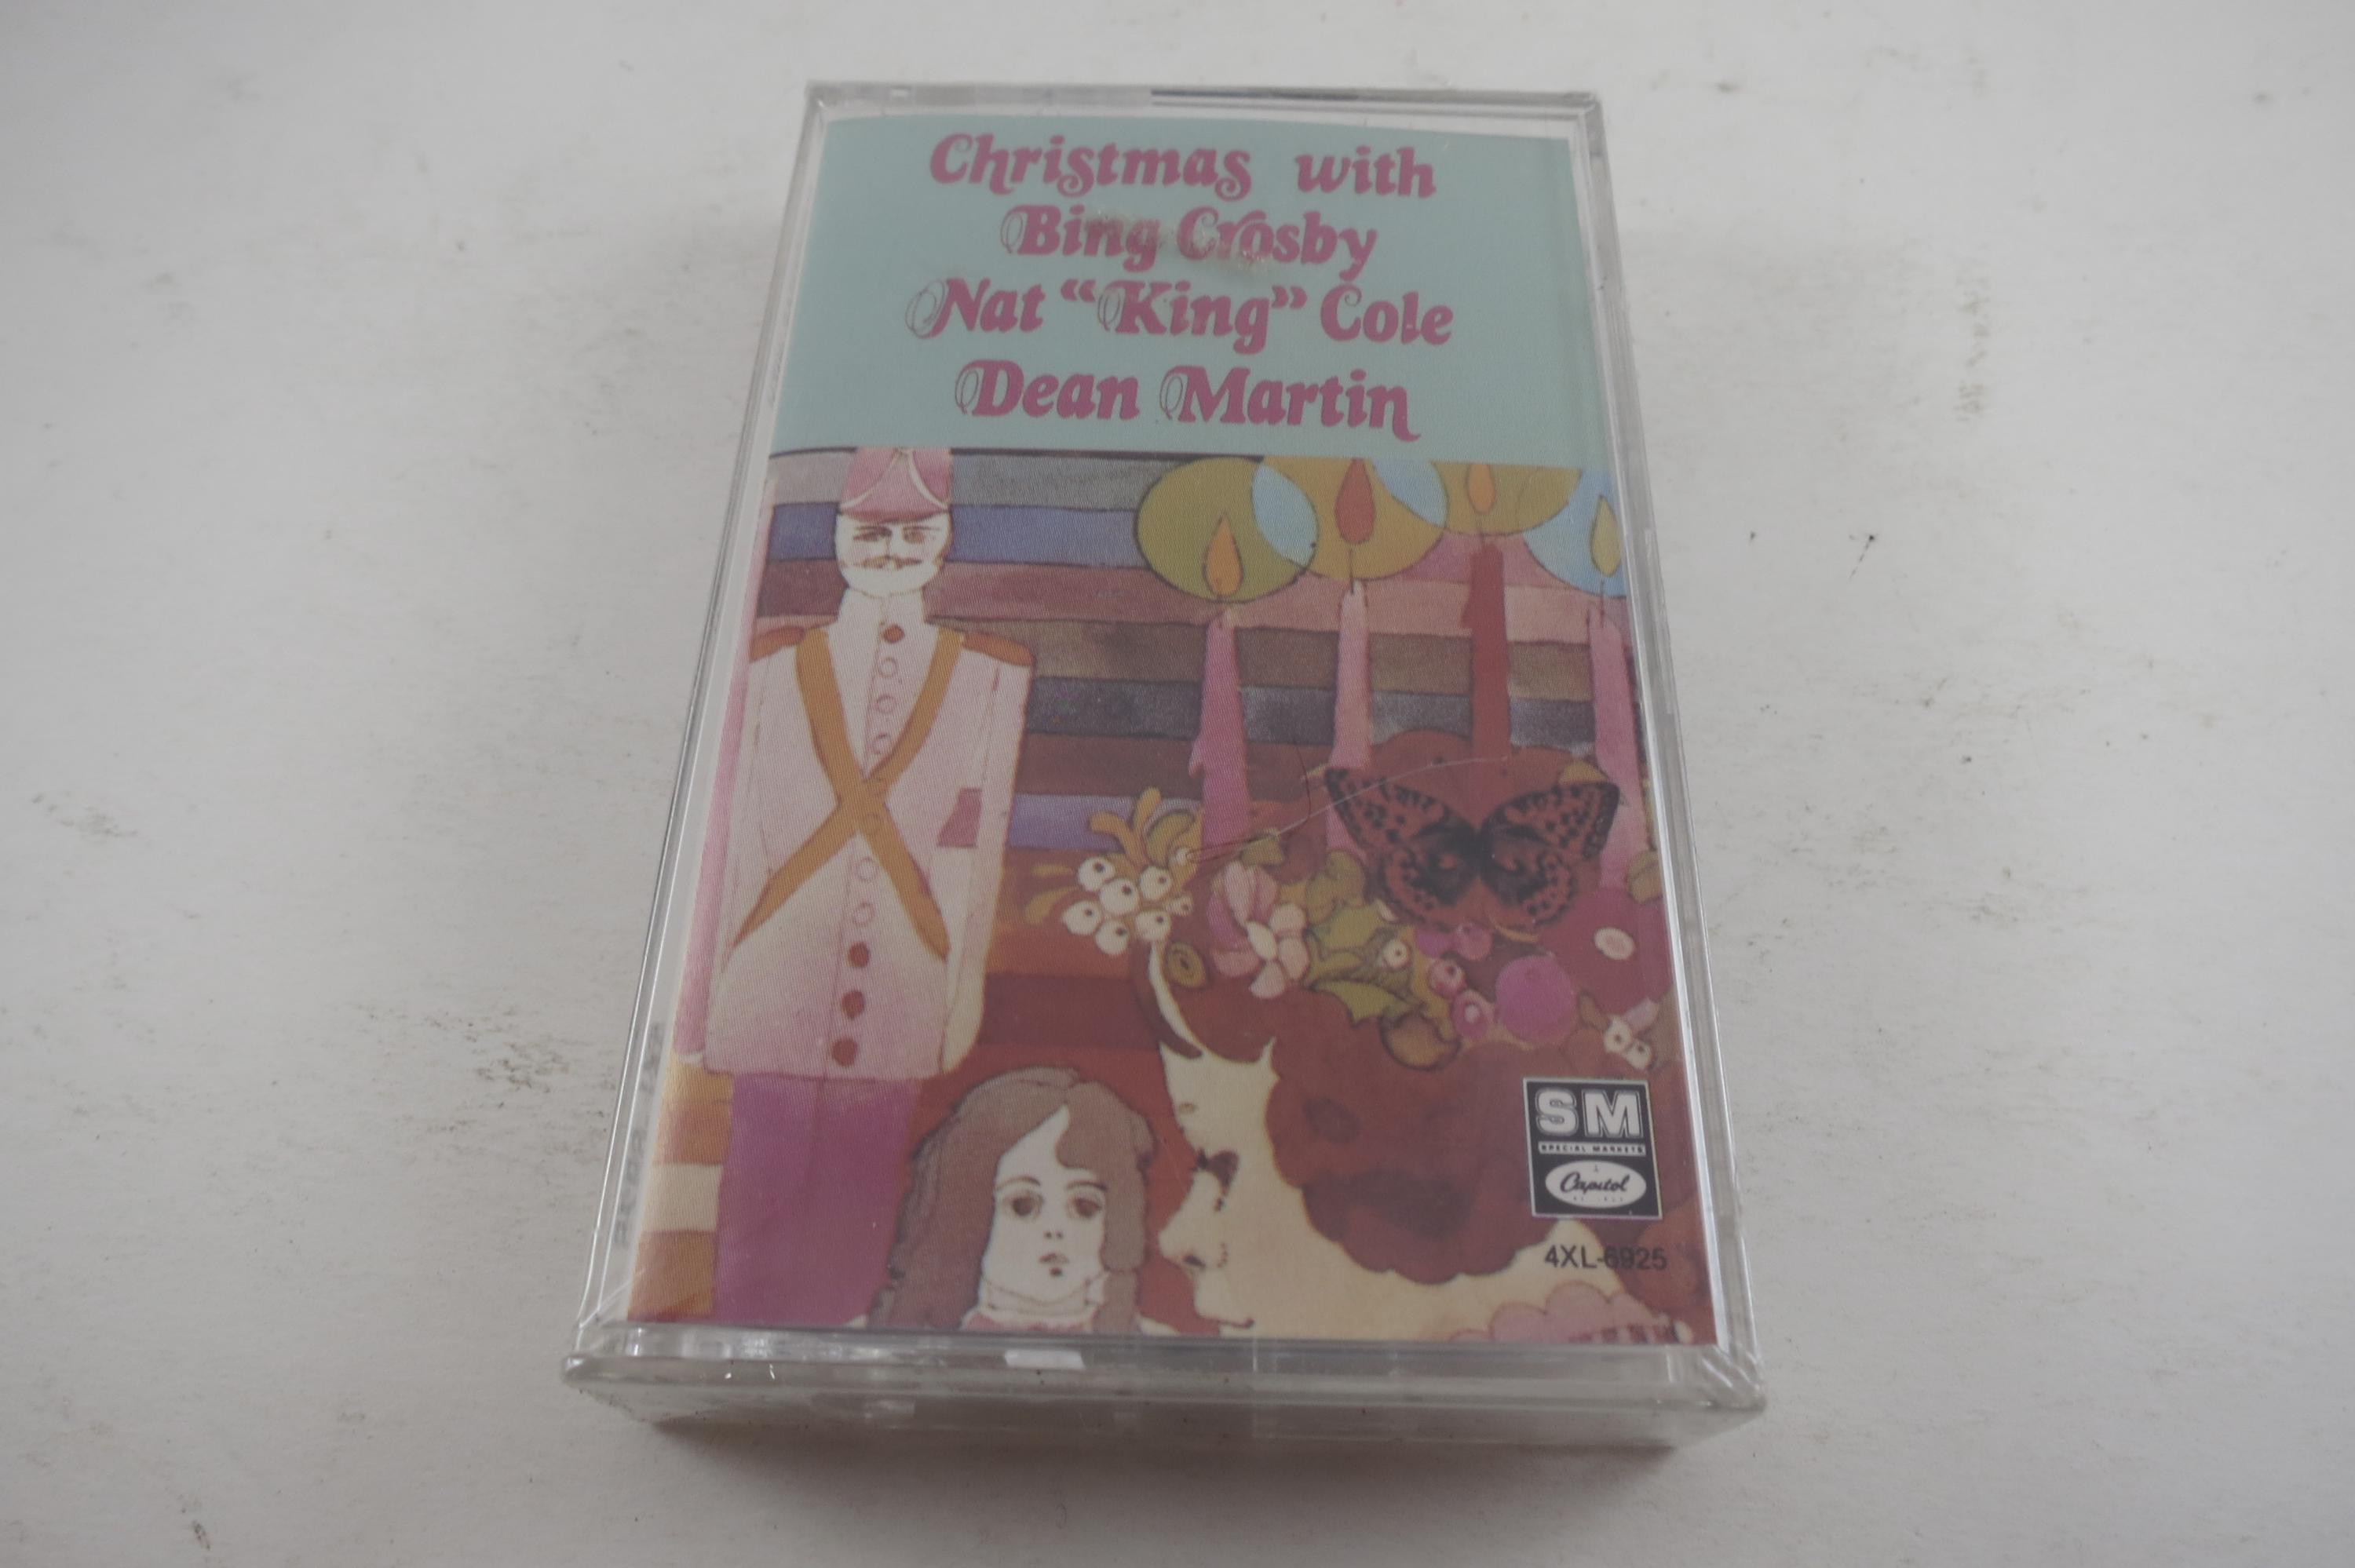 Christmas with
Bing Crosby
Nat “King” Cole
Dean Martin
SM
SPECIAL MARKETS
Capitol
4XL-6925